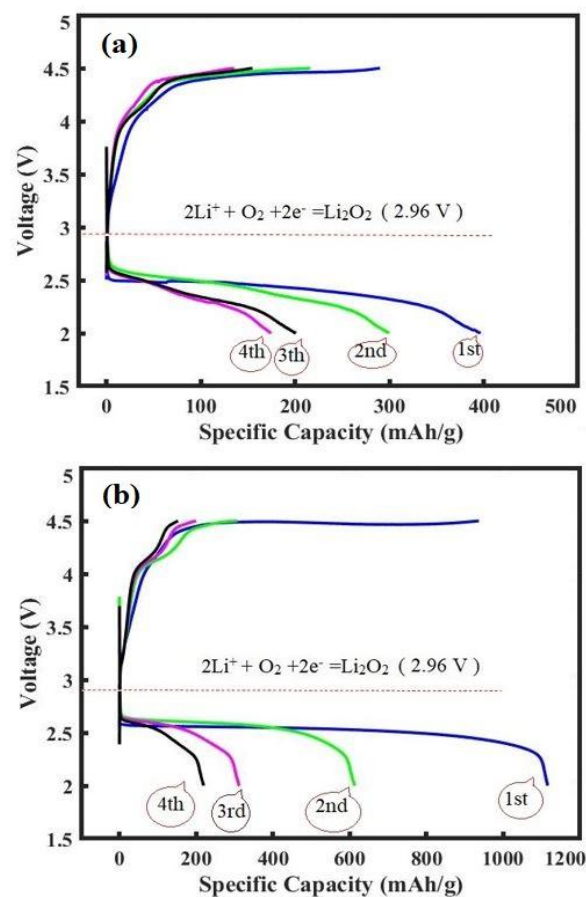 (a)
5
4.5
4
3.5
3
2.5
2
1.5
Voltage (V)
2Li⁺ + O₂ +2e⁻ =Li₂O₂ ( 2.96 V )
4th
3th
2nd
1st
0
100
200
300
400
500
Specific Capacity (mAh/g)
(b)
5
4.5
4
3.5
3
2.5
2
1.5
Voltage (V)
2Li⁺ + O₂ +2e⁻ =Li₂O₂ ( 2.96 V )
4th
3rd
2nd
1st
0
200
400
600
800
1000
1200
Specific Capacity (mAh/g)